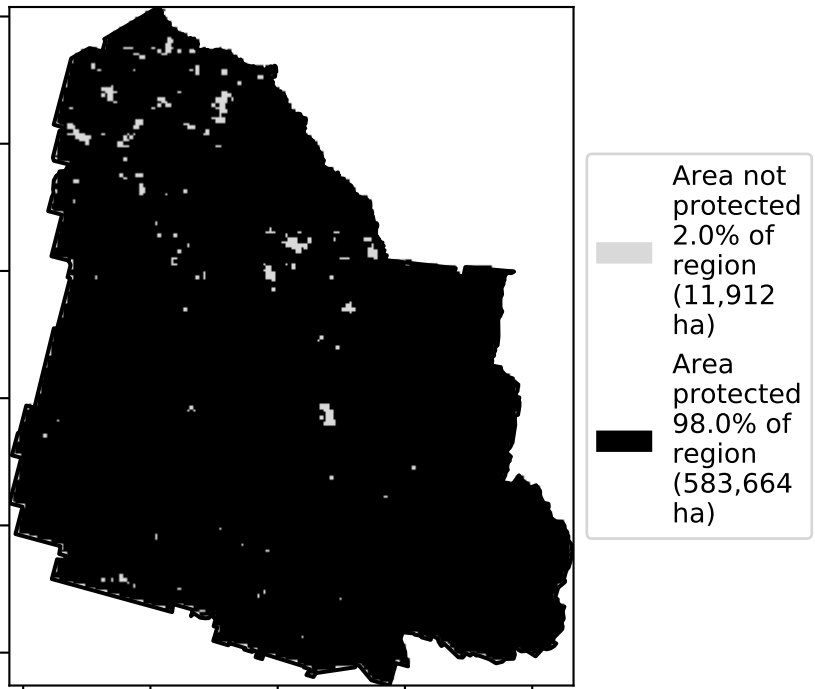 Area not
protected
2.0% of
region
(11,912
ha)
Area
protected
98.0% of
region
(583,664
ha)